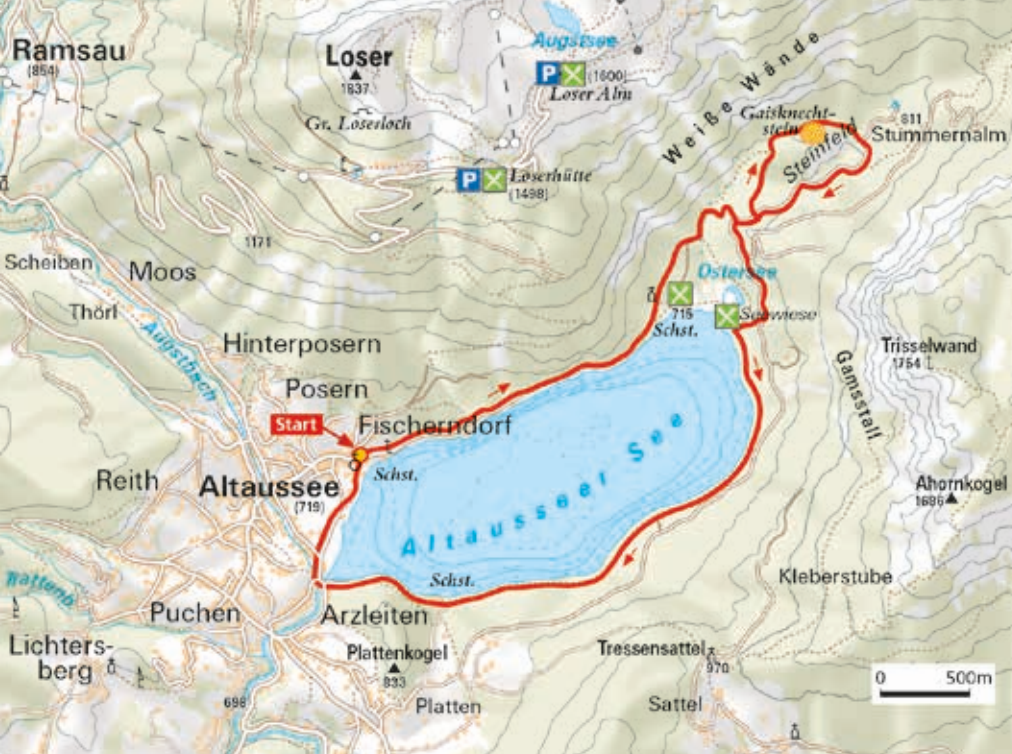 Augstsee
Ramsau
(854)
Loser
1837
P
(1600)
Loser Alm
Gr. Loserloch
Weiße Wände
Gaisknecht-
stein
Steinfeld
811
Stummernalm
P
Loserhütte
(1498)
1171
Scheiben
Moos
Thörl
Augstbach
Ostersee
715
Schst.
Seewiese
Hinterposern
Posern
Trisselwand
1754
Gamsstall
Start
Fischerndorf
Schst.
Reith
Altaussee
(719)
Altausseer See
Ahornkogel
1686
Schst.
Kleberstube
Puchen
Arzleiten
Lichters-
berg
Plattenkogel
833
Tressensattel
970
698
Platten
Sattel
0 500m